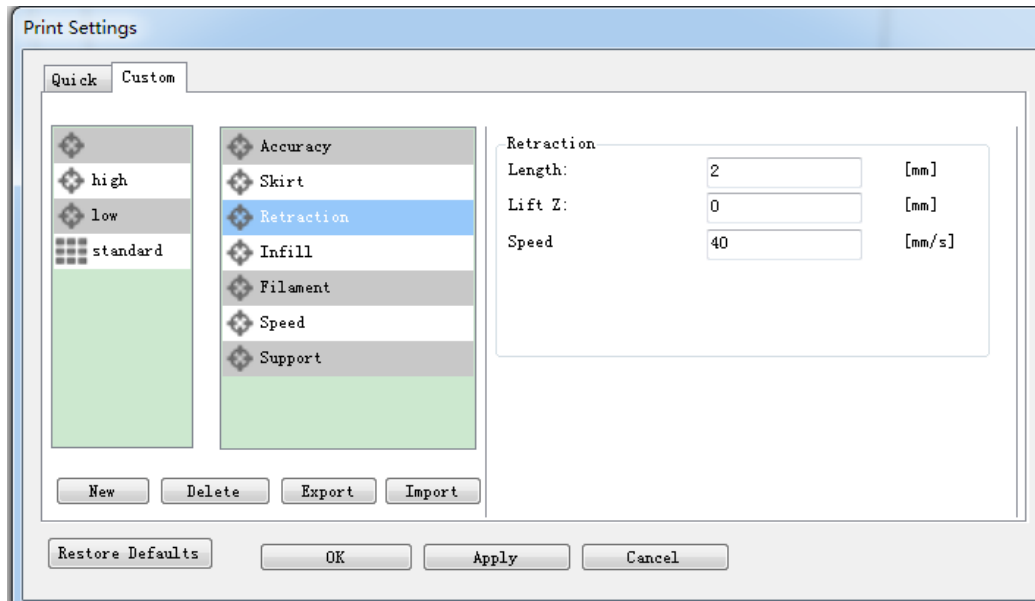 Print Settings
Quick Custom
high
low
standard
Accuracy
Skirt
Retraction
Infill
Filament
Speed
Support
Retraction
Length: 2 [mm]
Lift Z: 0 [mm]
Speed 40 [mm/s]
New Delete Export Import
Restore Defaults OK Apply Cancel